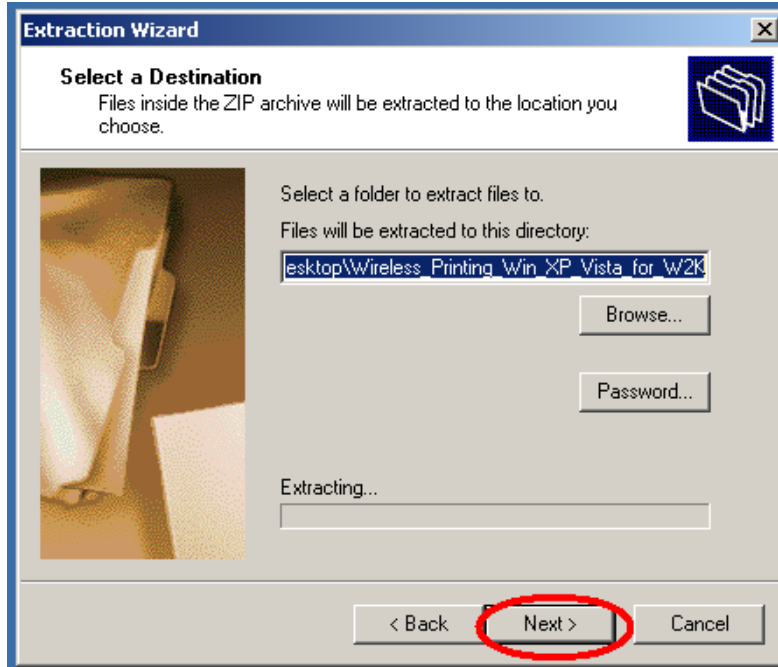 Extraction Wizard
Select a Destination
Files inside the ZIP archive will be extracted to the location you
choose.
Select a folder to extract files to.
Files will be extracted to this directory:
esktop\Wireless_Printing_Win_XP_Vista_for_W2K
Browse...
Password...
Extracting...
< Back
Next >
Cancel